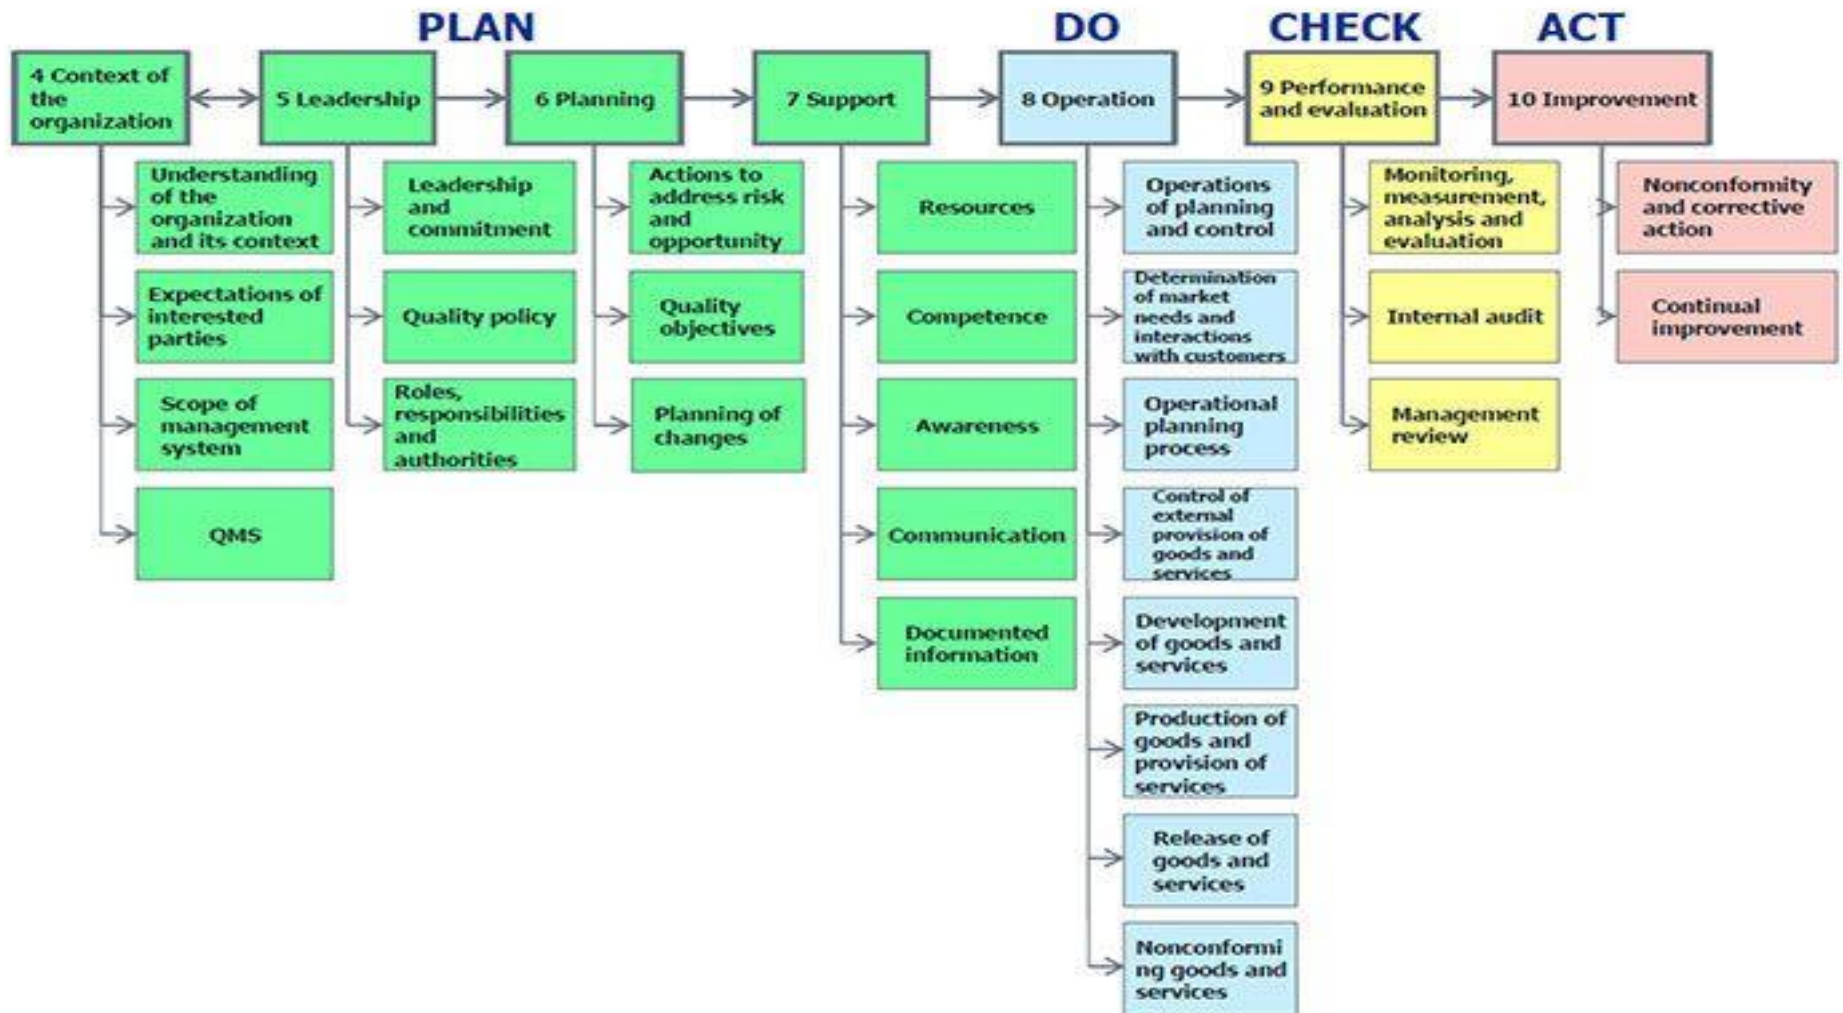 PLAN
DO
CHECK
ACT
4 Context of
the
organization
5 Leadership
6 Planning
7 Support
8 Operation
9 Performance
and evaluation
10 Improvement
Understanding
of the
organization
and its context
Expectations of
interested
parties
Scope of
management
system
QMS
Leadership
and
commitment
Quality policy
Roles,
responsibilities
and
authorities
Actions to
address risk
and
opportunity
Quality
objectives
Planning of
changes
Resources
Competence
Awareness
Communication
Documented
information
Operations
of planning
and control
Determination
of market
needs and
interactions
with customers
Operational
planning
process
Control of
external
provision of
goods and
services
Development
of goods and
services
Production of
goods and
provision of
services
Release of
goods and
services
Nonconformi
ng goods and
services
Monitoring,
measurement,
analysis and
evaluation
Internal audit
Management
review
Nonconformity
and corrective
action
Continual
improvement